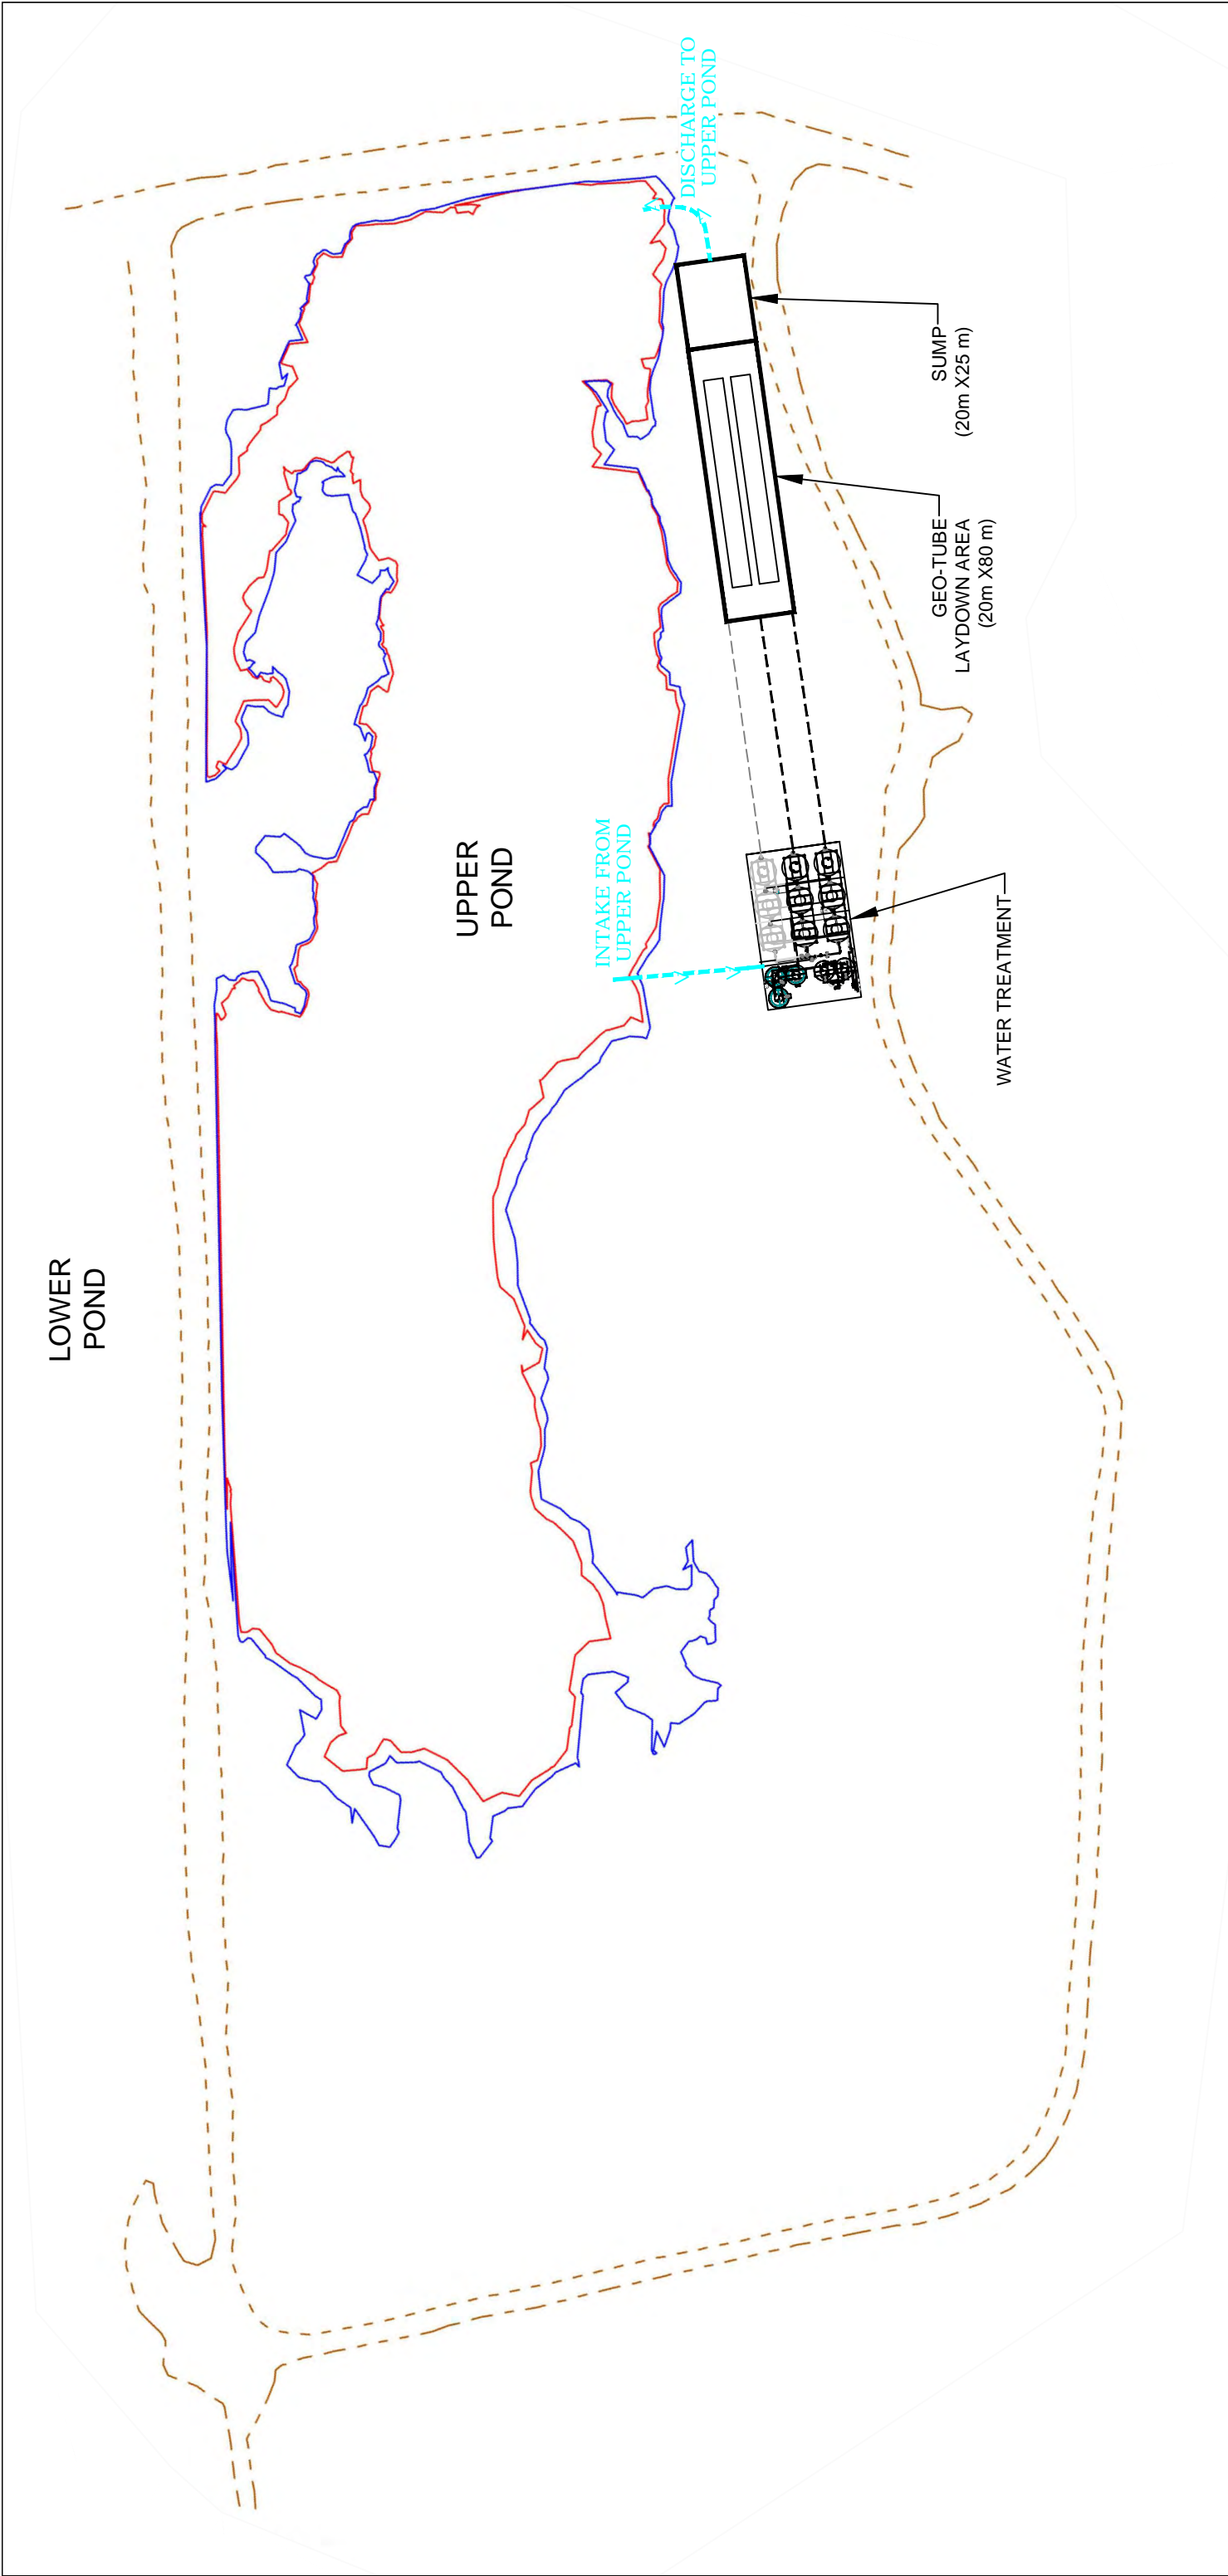 LOWER
POND
UPPER
POND
INTAKE FROM
UPPER POND
DISCHARGE TO
UPPER POND
SUMP
(20m X25 m)
GEO-TUBE
LAYDOWN AREA
(20m X80 m)
WATER TREATMENT